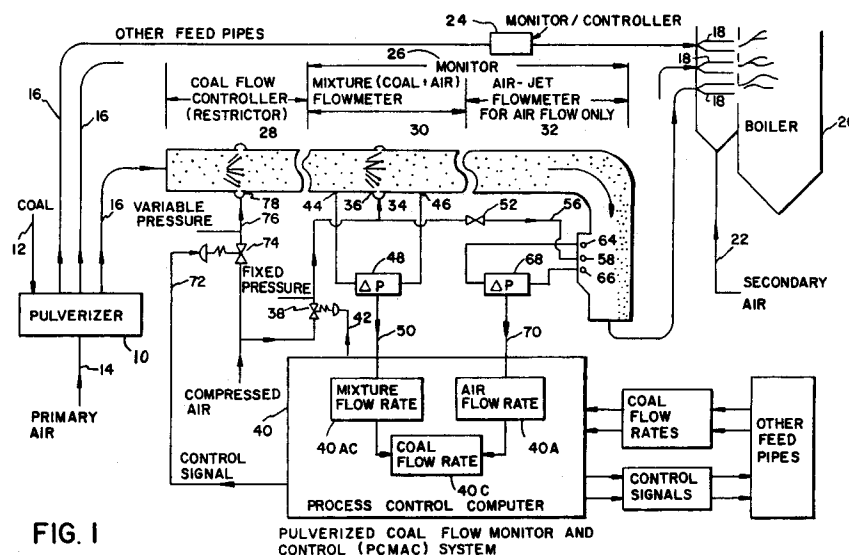 24
MONITOR/CONTROLLER
OTHER FEED PIPES
26
MONITOR
18
18
18
COAL FLOW
CONTROLLER
(RESTRICTOR)
MIXTURE (COAL + AIR)
FLOWMETER
AIR-JET
FLOWMETER
FOR AIR FLOW ONLY
16
16
28
30
32
BOILER
20
COAL
12
16
VARIABLE
PRESSURE
78
76
74
72
44
36
34
46
52
56
64
58
66
48
ΔP
68
ΔP
22
SECONDARY
AIR
FIXED
PRESSURE
38
42
50
70
PULVERIZER
10
14
PRIMARY
AIR
COMPRESSED
AIR
40
MIXTURE
FLOW RATE
AIR
FLOW RATE
40AC
40A
COAL
FLOW RATE
40C
PROCESS CONTROL COMPUTER
CONTROL
SIGNAL
COAL
FLOW
RATES
CONTROL
SIGNALS
OTHER
FEED
PIPES
FIG. 1
PULVERIZED COAL FLOW MONITOR AND
CONTROL (PCMAC) SYSTEM